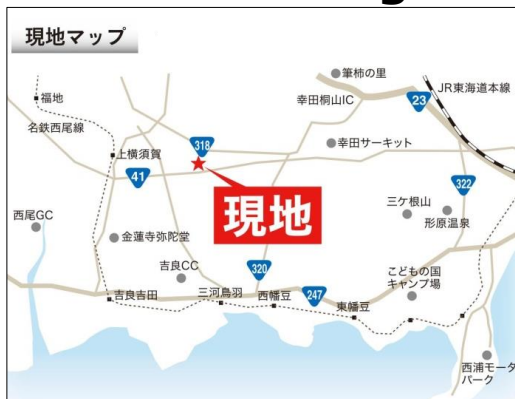 現地マップ
筆柿の里
JR東海道本線
福地
幸田桐山IC
23
名鉄西尾線
318
幸田サーキット
上横須賀
41
322
現地
三ケ根山
西尾GC
形原温泉
金蓮寺弥陀堂
吉良CC
320
こどもの国
キャンプ場
吉良吉田
三河鳥羽
西幡豆
247
東幡豆
西浦モータ
パーク